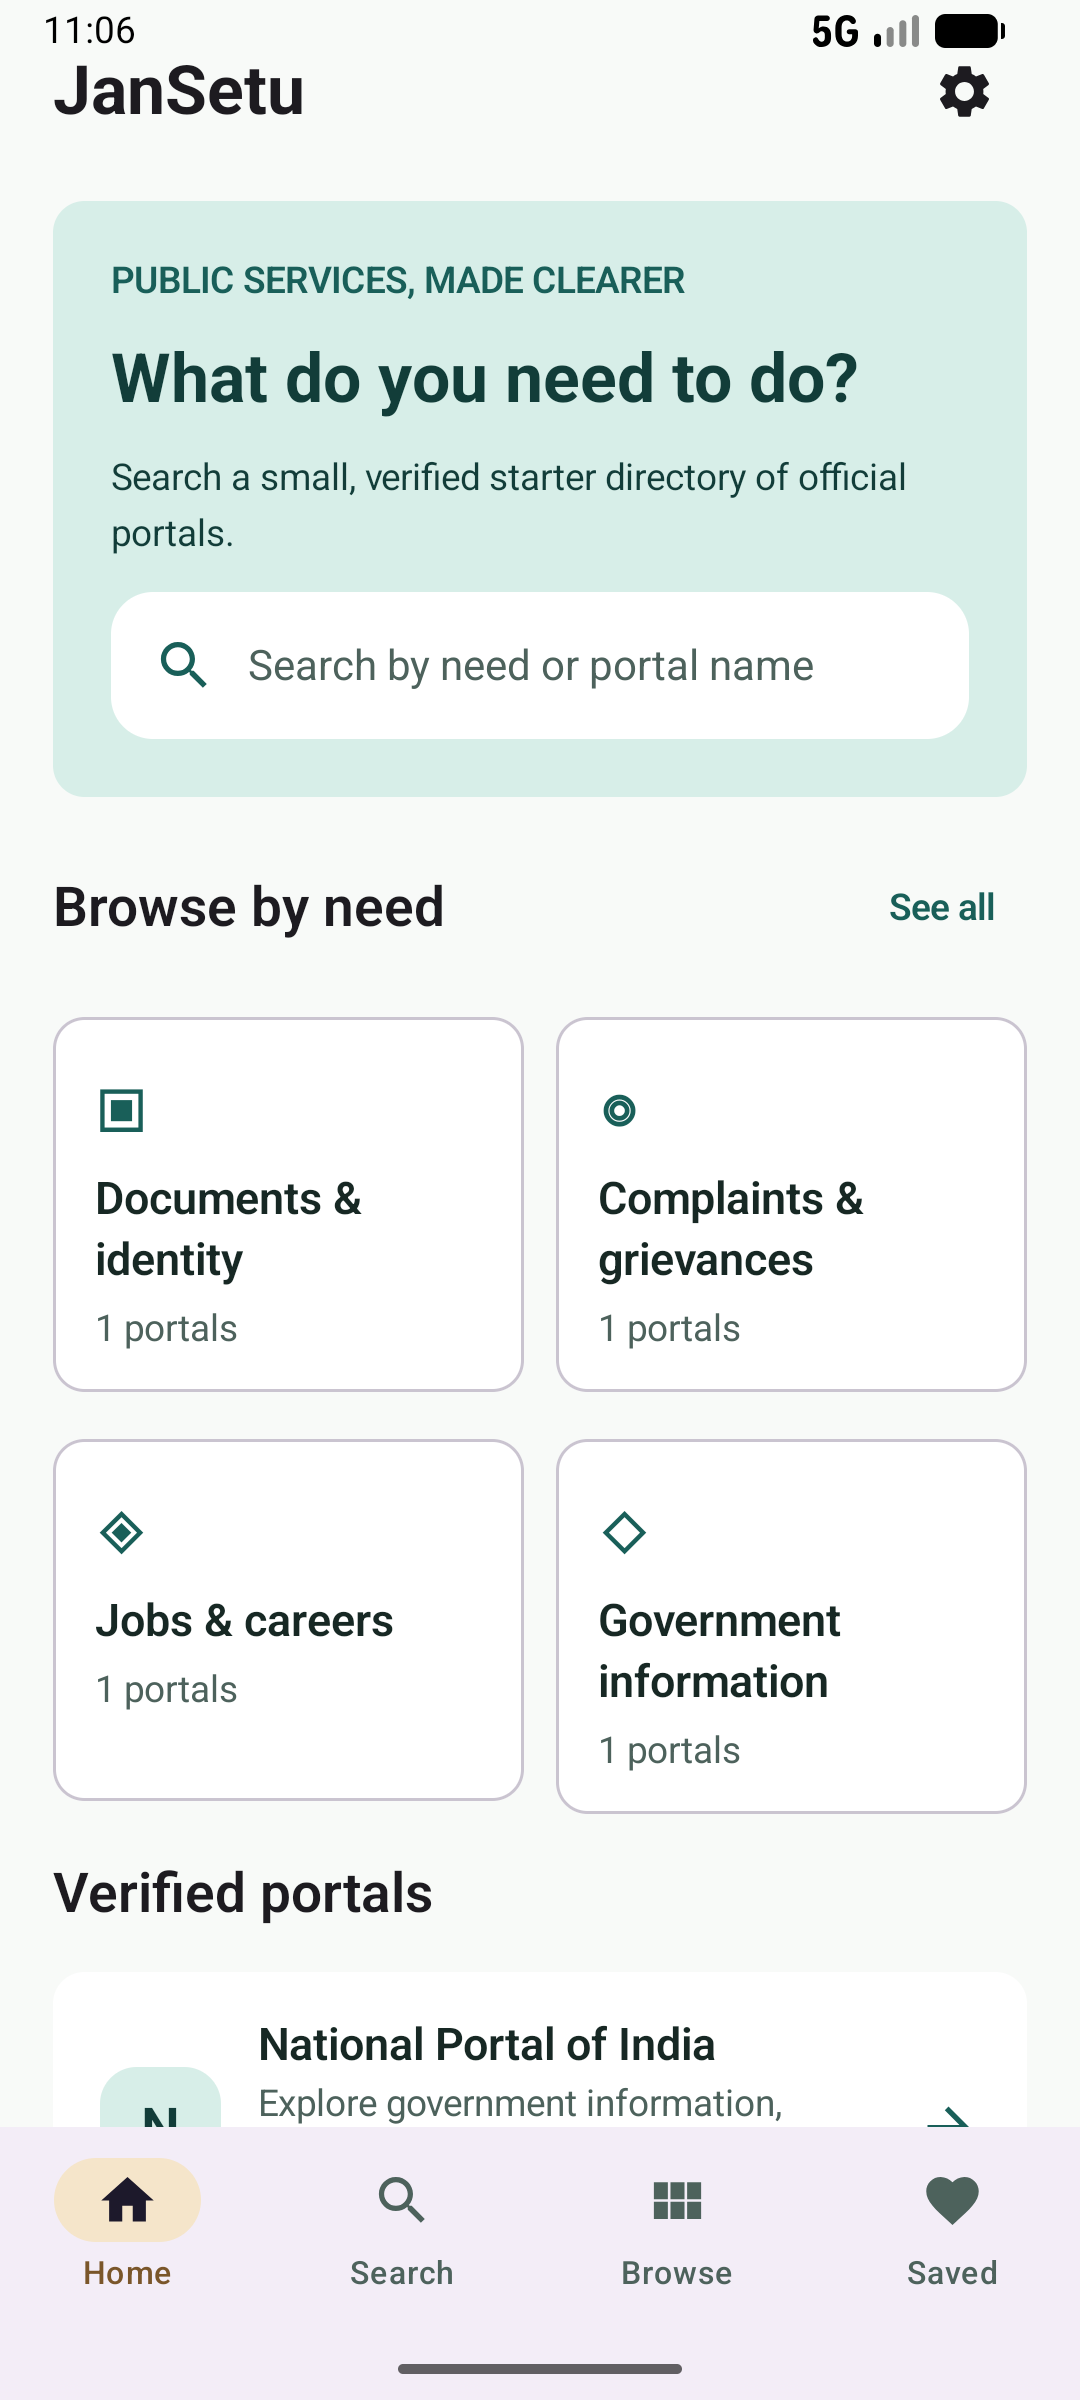 11:06
5G
JanSetu
PUBLIC SERVICES, MADE CLEARER
What do you need to do?
Search a small, verified starter directory of official
portals.
Search by need or portal name
Browse by need
See all
Documents &
identity
1 portals
Complaints &
grievances
1 portals
Jobs & careers
1 portals
Government
information
1 portals
Verified portals
National Portal of India
Explore government information,
N
Home
Search
Browse
Saved